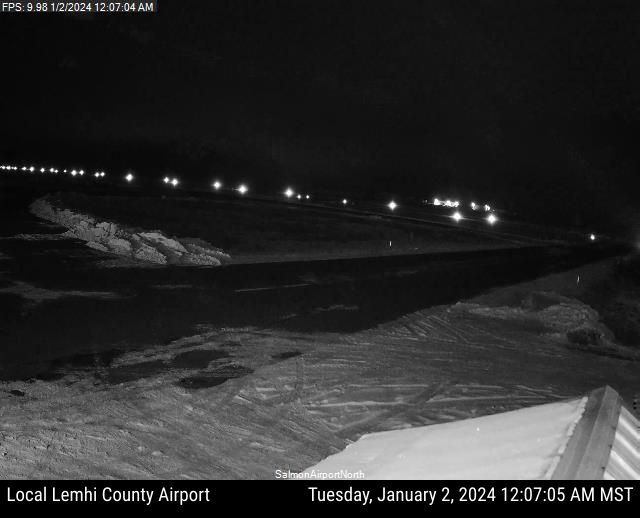 FPS: 9.98 1/2/2024 12:07:04 AM
SalmonAirportNorth
Local Lemhi County Airport Tuesday, January 2, 2024 12:07:05 AM MST